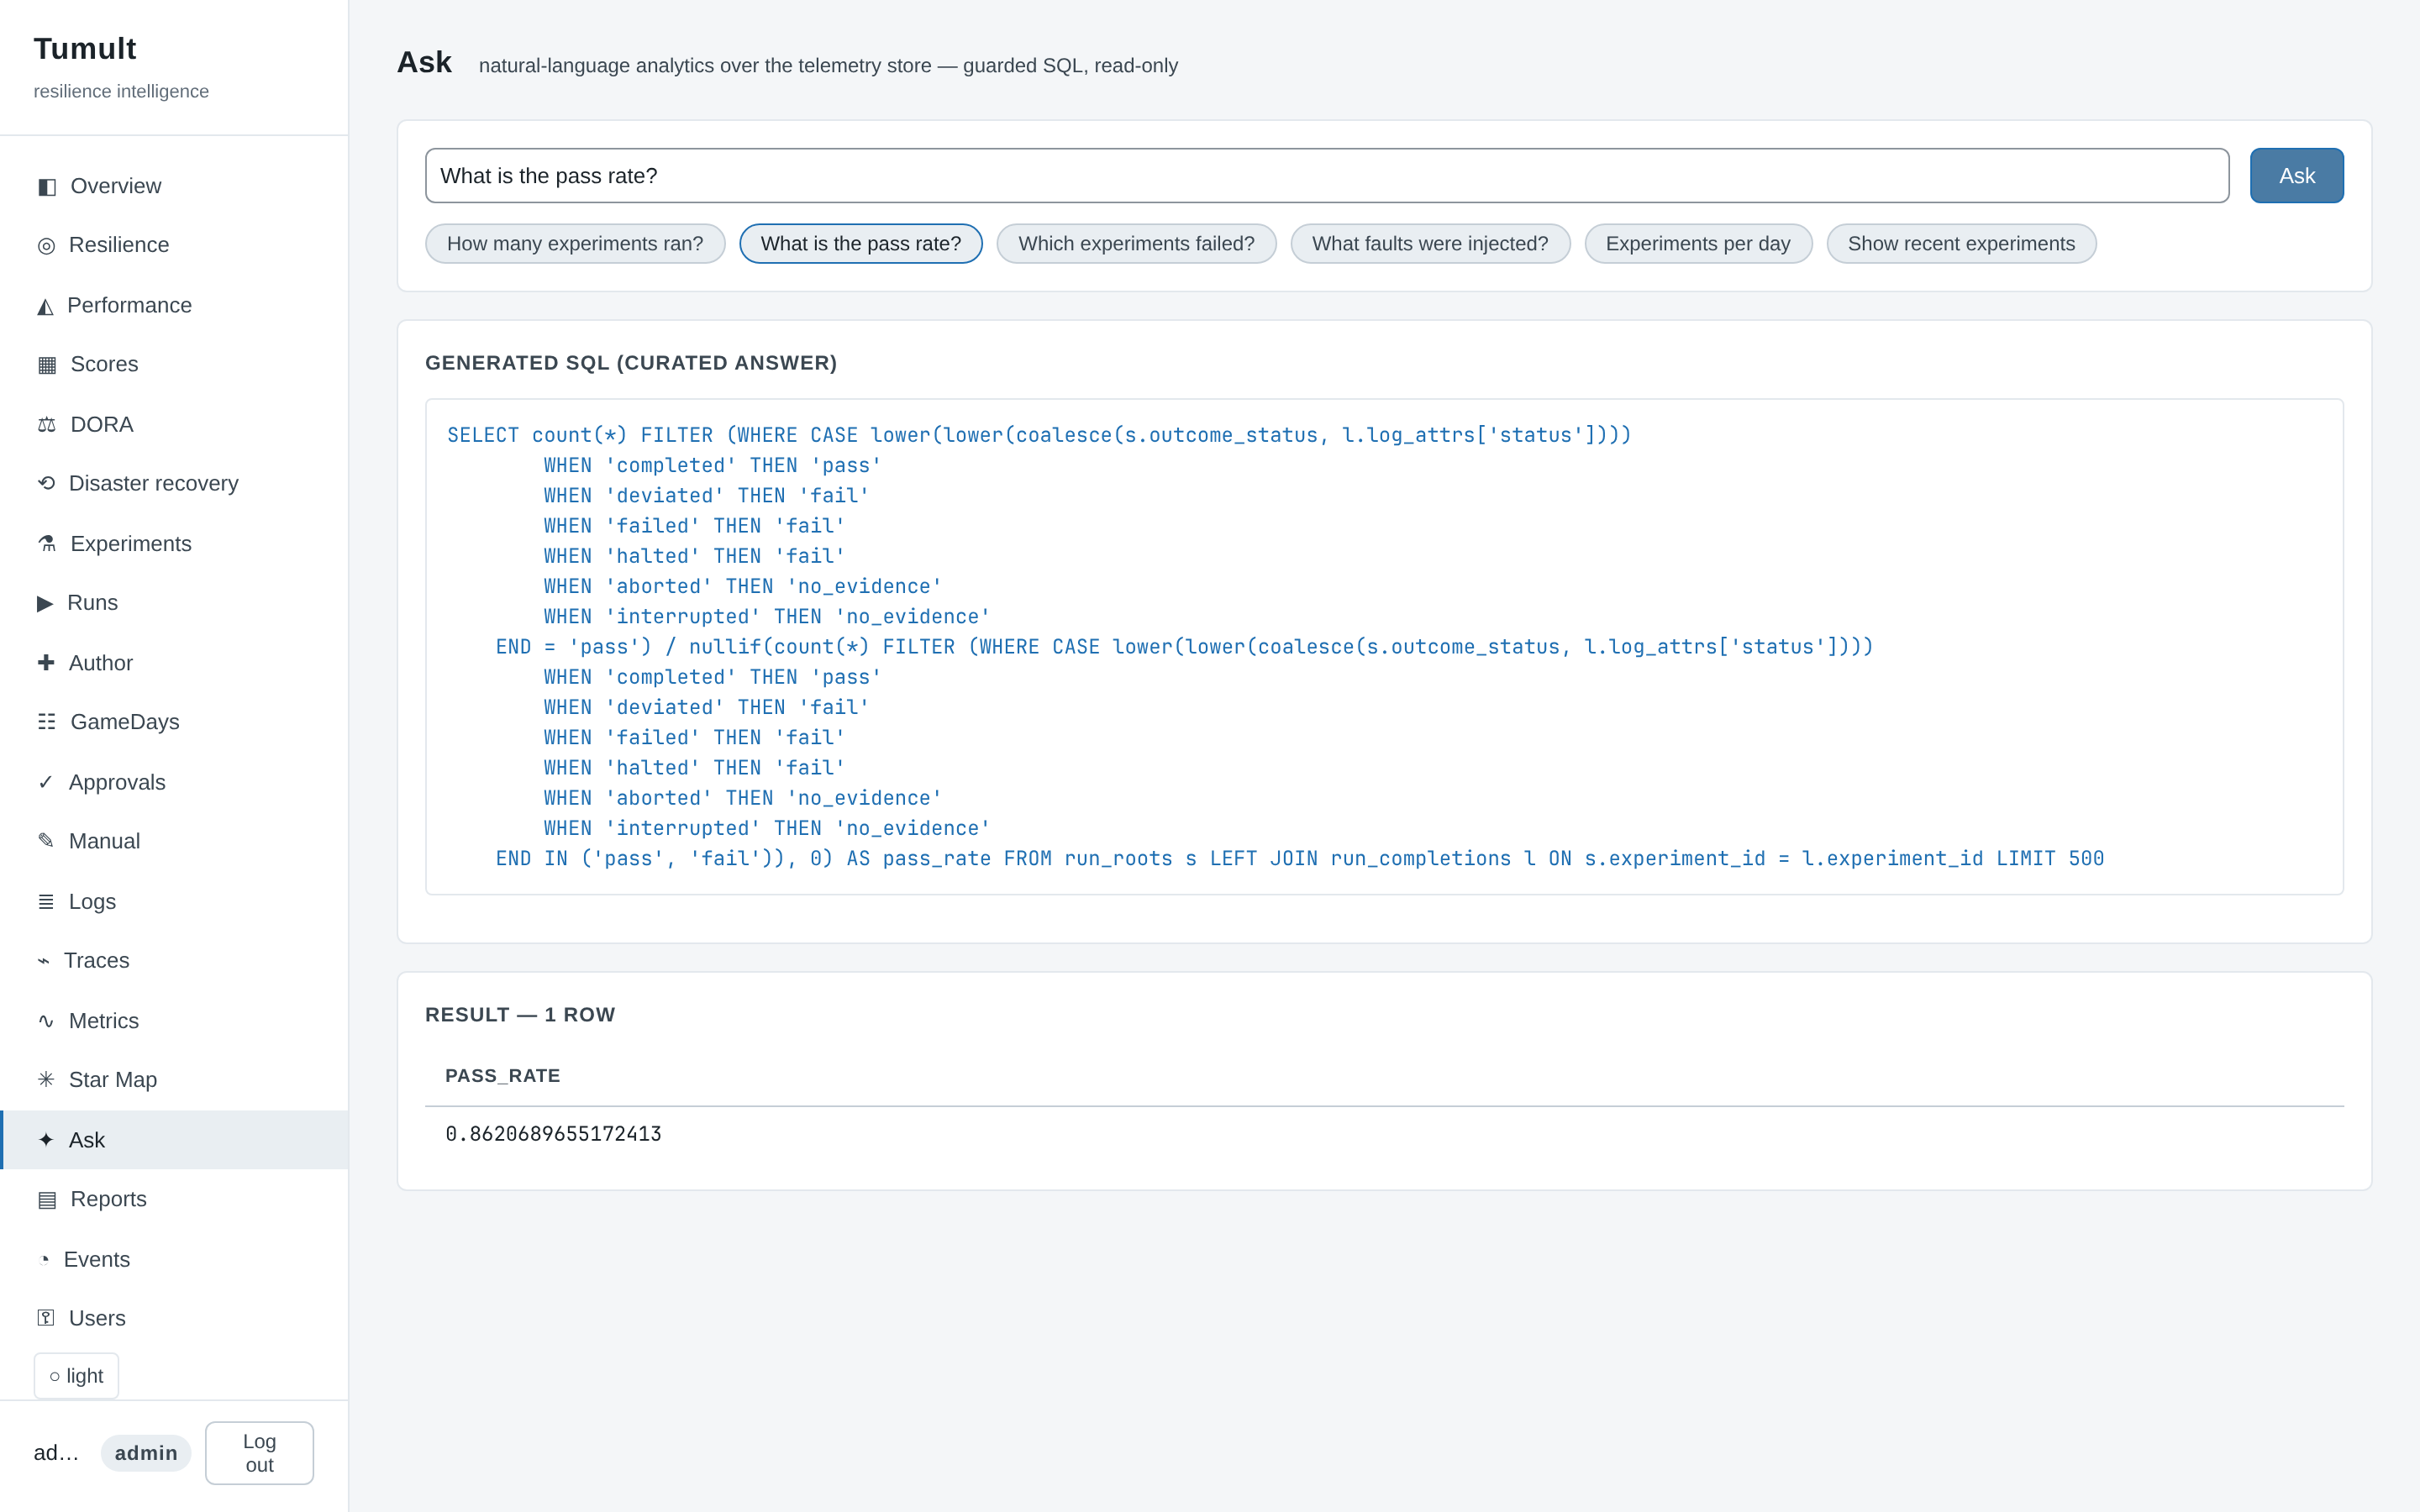 Tumult
resilience intelligence
Overview
Resilience
Performance
Scores
DORA
Disaster recovery
Experiments
Runs
Author
GameDays
Approvals
Manual
Logs
Traces
Metrics
Star Map
Ask
Reports
Events
Users
light
ad…
admin
Log
out
Ask
natural-language analytics over the telemetry store — guarded SQL, read-only
What is the pass rate?
Ask
How many experiments ran?
What is the pass rate?
Which experiments failed?
What faults were injected?
Experiments per day
Show recent experiments
GENERATED SQL (CURATED ANSWER)
SELECT count(*) FILTER (WHERE CASE lower(lower(coalesce(s.outcome_status, l.log_attrs['status'])))
        WHEN 'completed' THEN 'pass'
        WHEN 'deviated' THEN 'fail'
        WHEN 'failed' THEN 'fail'
        WHEN 'halted' THEN 'fail'
        WHEN 'aborted' THEN 'no_evidence'
        WHEN 'interrupted' THEN 'no_evidence'
    END = 'pass') / nullif(count(*) FILTER (WHERE CASE lower(lower(coalesce(s.outcome_status, l.log_attrs['status'])))
        WHEN 'completed' THEN 'pass'
        WHEN 'deviated' THEN 'fail'
        WHEN 'failed' THEN 'fail'
        WHEN 'halted' THEN 'fail'
        WHEN 'aborted' THEN 'no_evidence'
        WHEN 'interrupted' THEN 'no_evidence'
    END IN ('pass', 'fail')), 0) AS pass_rate FROM run_roots s LEFT JOIN run_completions l ON s.experiment_id = l.experiment_id LIMIT 500
RESULT — 1 ROW
PASS_RATE
0.8620689655172413